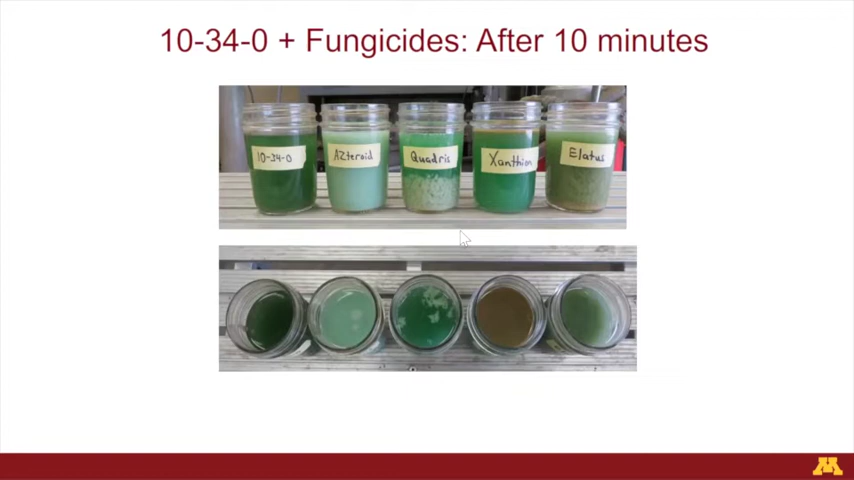 10-34-0 + Fungicides: After 10 minutes
10-34-0
AZteroid
Quadris
Xanthion
Elatus
M